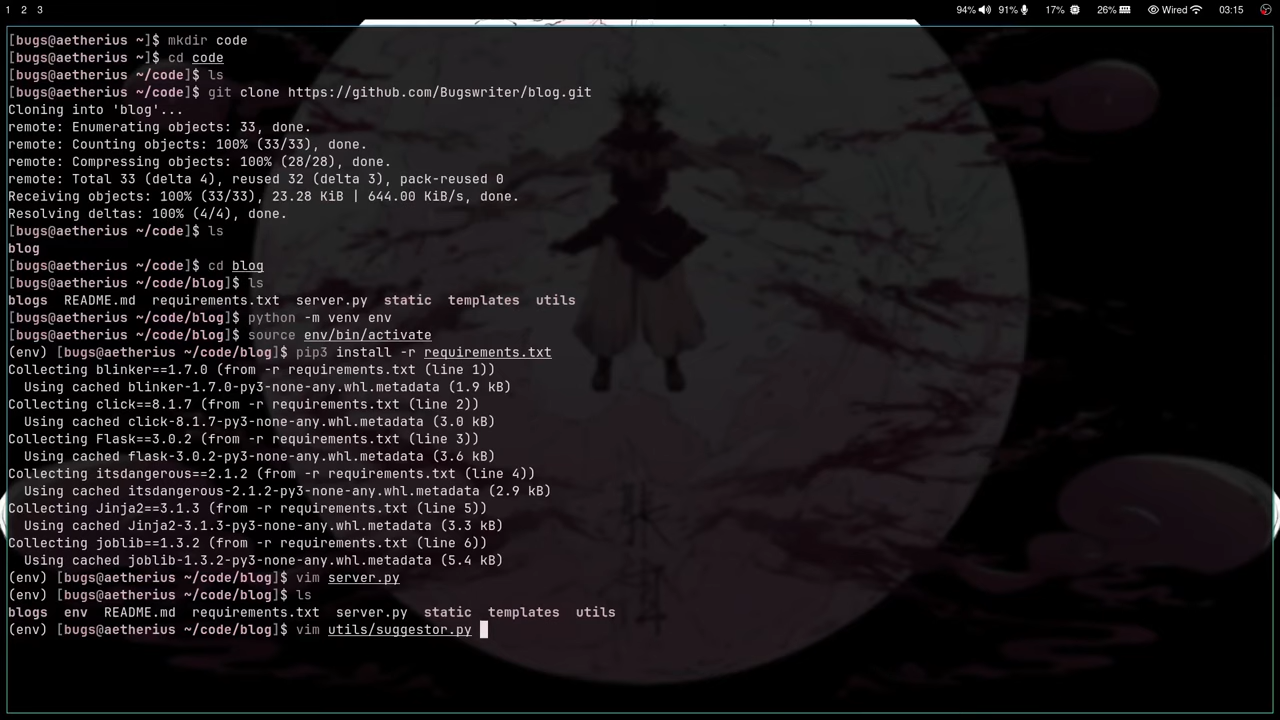 1 2 3 94% 91% 17% 26% Wired 03:15
[bugs@aetherius ~]$ mkdir code
[bugs@aetherius ~]$ cd code
[bugs@aetherius ~/code]$ ls
[bugs@aetherius ~/code]$ git clone https://github.com/Bugswriter/blog.git
Cloning into 'blog'...
remote: Enumerating objects: 33, done.
remote: Counting objects: 100% (33/33), done.
remote: Compressing objects: 100% (28/28), done.
remote: Total 33 (delta 4), reused 32 (delta 3), pack-reused 0
Receiving objects: 100% (33/33), 23.28 KiB | 644.00 KiB/s, done.
Resolving deltas: 100% (4/4), done.
[bugs@aetherius ~/code]$ ls
blog
[bugs@aetherius ~/code]$ cd blog
[bugs@aetherius ~/code/blog]$ ls
blogs README.md requirements.txt server.py static templates utils
[bugs@aetherius ~/code/blog]$ python -m venv env
[bugs@aetherius ~/code/blog]$ source env/bin/activate
(env) [bugs@aetherius ~/code/blog]$ pip3 install -r requirements.txt
Collecting blinker==1.7.0 (from -r requirements.txt (line 1))
  Using cached blinker-1.7.0-py3-none-any.whl.metadata (1.9 kB)
Collecting click==8.1.7 (from -r requirements.txt (line 2))
  Using cached click-8.1.7-py3-none-any.whl.metadata (3.0 kB)
Collecting Flask==3.0.2 (from -r requirements.txt (line 3))
  Using cached flask-3.0.2-py3-none-any.whl.metadata (3.6 kB)
Collecting itsdangerous==2.1.2 (from -r requirements.txt (line 4))
  Using cached itsdangerous-2.1.2-py3-none-any.whl.metadata (2.9 kB)
Collecting Jinja2==3.1.3 (from -r requirements.txt (line 5))
  Using cached Jinja2-3.1.3-py3-none-any.whl.metadata (3.3 kB)
Collecting joblib==1.3.2 (from -r requirements.txt (line 6))
  Using cached joblib-1.3.2-py3-none-any.whl.metadata (5.4 kB)
(env) [bugs@aetherius ~/code/blog]$ vim server.py
(env) [bugs@aetherius ~/code/blog]$ ls
blogs env README.md requirements.txt server.py static templates utils
(env) [bugs@aetherius ~/code/blog]$ vim utils/suggestor.py